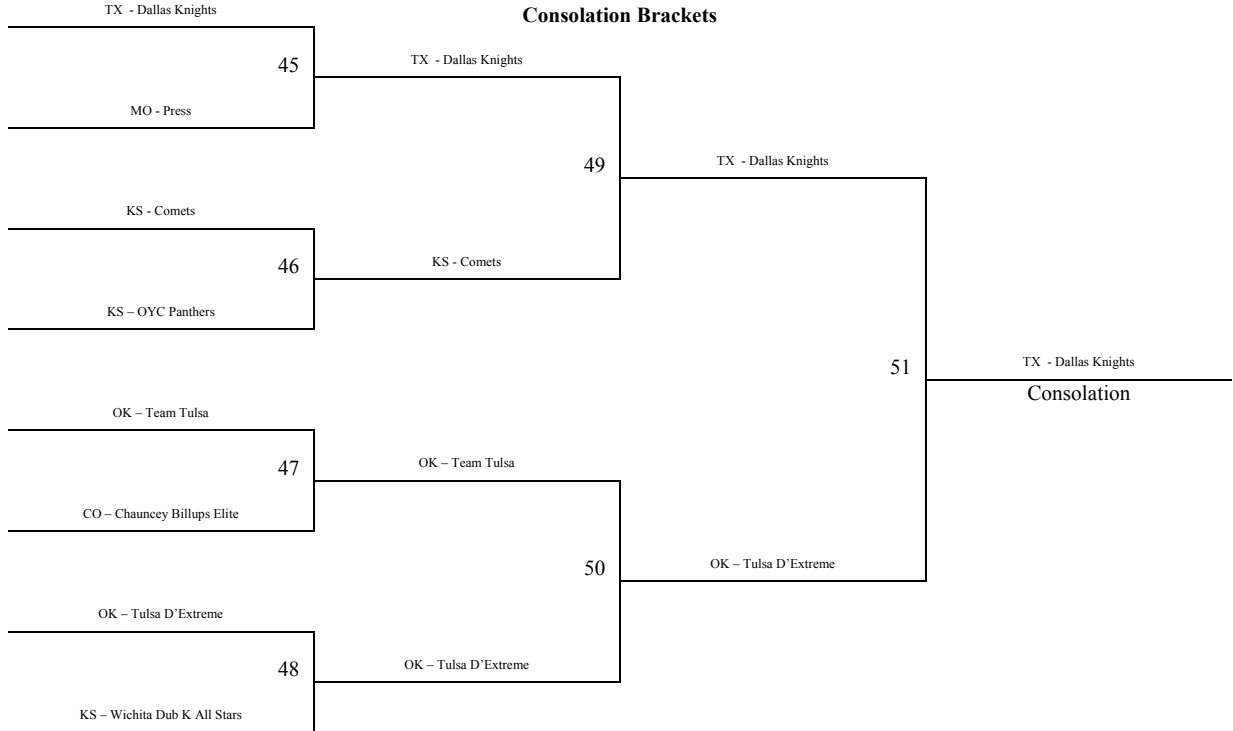 Consolation Brackets
TX - Dallas Knights
45
TX - Dallas Knights
MO - Press
49
TX - Dallas Knights
KS - Comets
46
KS - Comets
KS – OYC Panthers
51
TX - Dallas Knights
Consolation
OK – Team Tulsa
47
OK – Team Tulsa
CO – Chauncey Billups Elite
50
OK – Tulsa D’Extreme
OK – Tulsa D’Extreme
48
OK – Tulsa D’Extreme
KS – Wichita Dub K All Stars